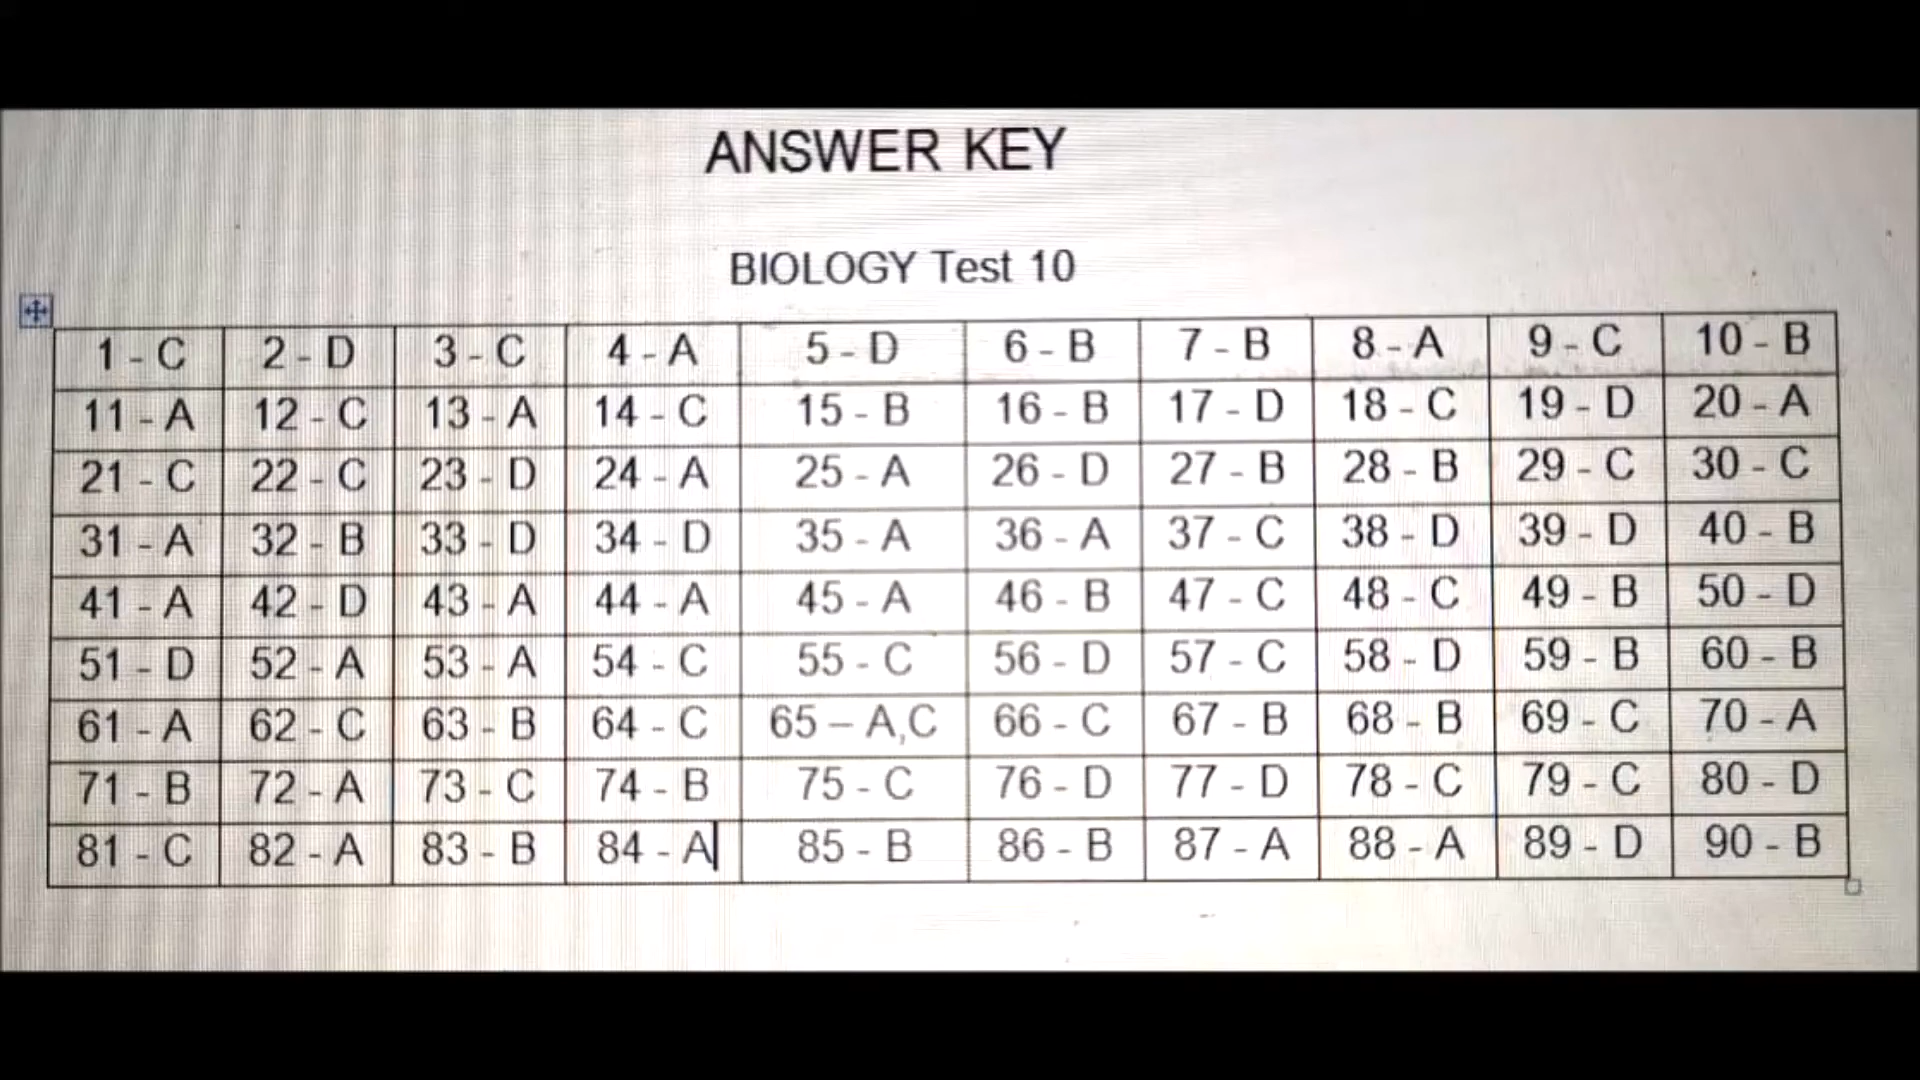 ANSWER KEY
BIOLOGY Test 10
1 - C 2 - D 3 - C 4 - A 5 - D 6 - B 7 - B 8 - A 9 - C 10 - B
11 - A 12 - C 13 - A 14 - C 15 - B 16 - B 17 - D 18 - C 19 - D 20 - A
21 - C 22 - C 23 - D 24 - A 25 - A 26 - D 27 - B 28 - B 29 - C 30 - C
31 - A 32 - B 33 - D 34 - D 35 - A 36 - A 37 - C 38 - D 39 - D 40 - B
41 - A 42 - D 43 - A 44 - A 45 - A 46 - B 47 - C 48 - C 49 - B 50 - D
51 - D 52 - A 53 - A 54 - C 55 - C 56 - D 57 - C 58 - D 59 - B 60 - B
61 - A 62 - C 63 - B 64 - C 65 – A,C 66 - C 67 - B 68 - B 69 - C 70 - A
71 - B 72 - A 73 - C 74 - B 75 - C 76 - D 77 - D 78 - C 79 - C 80 - D
81 - C 82 - A 83 - B 84 - A 85 - B 86 - B 87 - A 88 - A 89 - D 90 - B